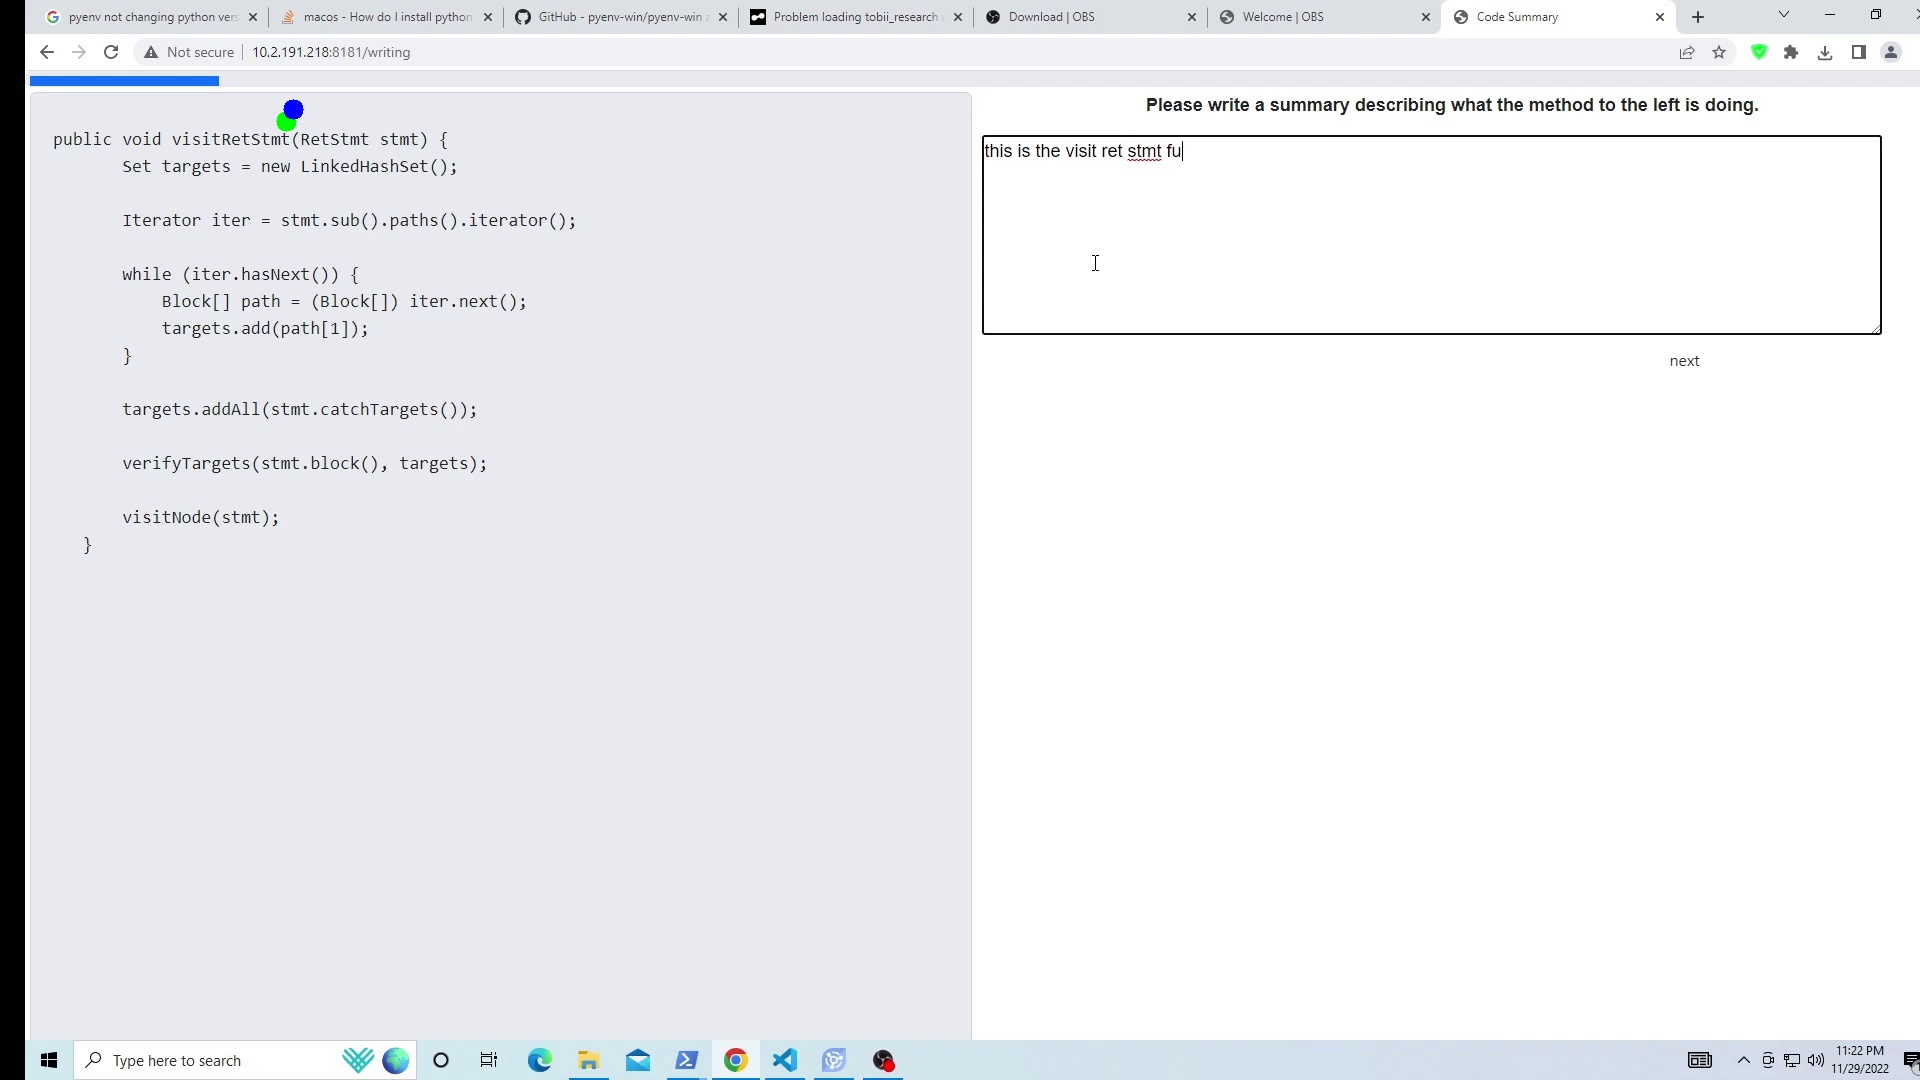 pyenv not changing python vers
macos - How do I install python
GitHub - pyenv-win/pyenv-win
Problem loading tobii_research
Download | OBS
Welcome | OBS
Code Summary
Not secure
10.2.191.218:8181/writing
public void visitRetStmt(RetStmt stmt) {
Set targets = new LinkedHashSet();
Iterator iter = stmt.sub().paths().iterator();
while (iter.hasNext()) {
Block[] path = (Block[]) iter.next();
targets.add(path[1]);
}
targets.addAll(stmt.catchTargets());
verifyTargets(stmt.block(), targets);
visitNode(stmt);
}
Please write a summary describing what the method to the left is doing.
this is the visit ret stmt fu
next
Type here to search
11:22 PM
11/29/2022